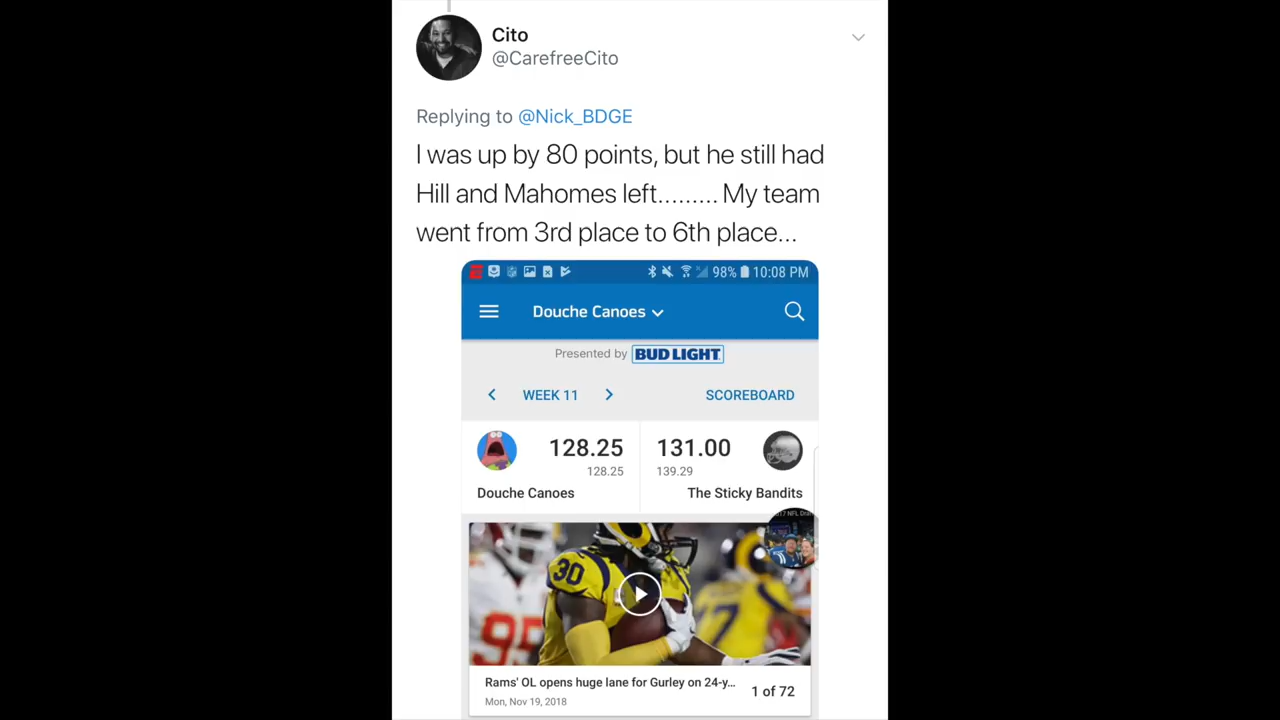 Cito
@CarefreeCito
Replying to @Nick_BDGE
I was up by 80 points, but he still had
Hill and Mahomes left......... My team
went from 3rd place to 6th place...
98% 10:08 PM
Douche Canoes
Presented by BUD LIGHT
WEEK 11 SCOREBOARD
128.25 131.00
128.25 139.29
Douche Canoes The Sticky Bandits
30
95
Rams' OL opens huge lane for Gurley on 24-y...
1 of 72
Mon, Nov 19, 2018